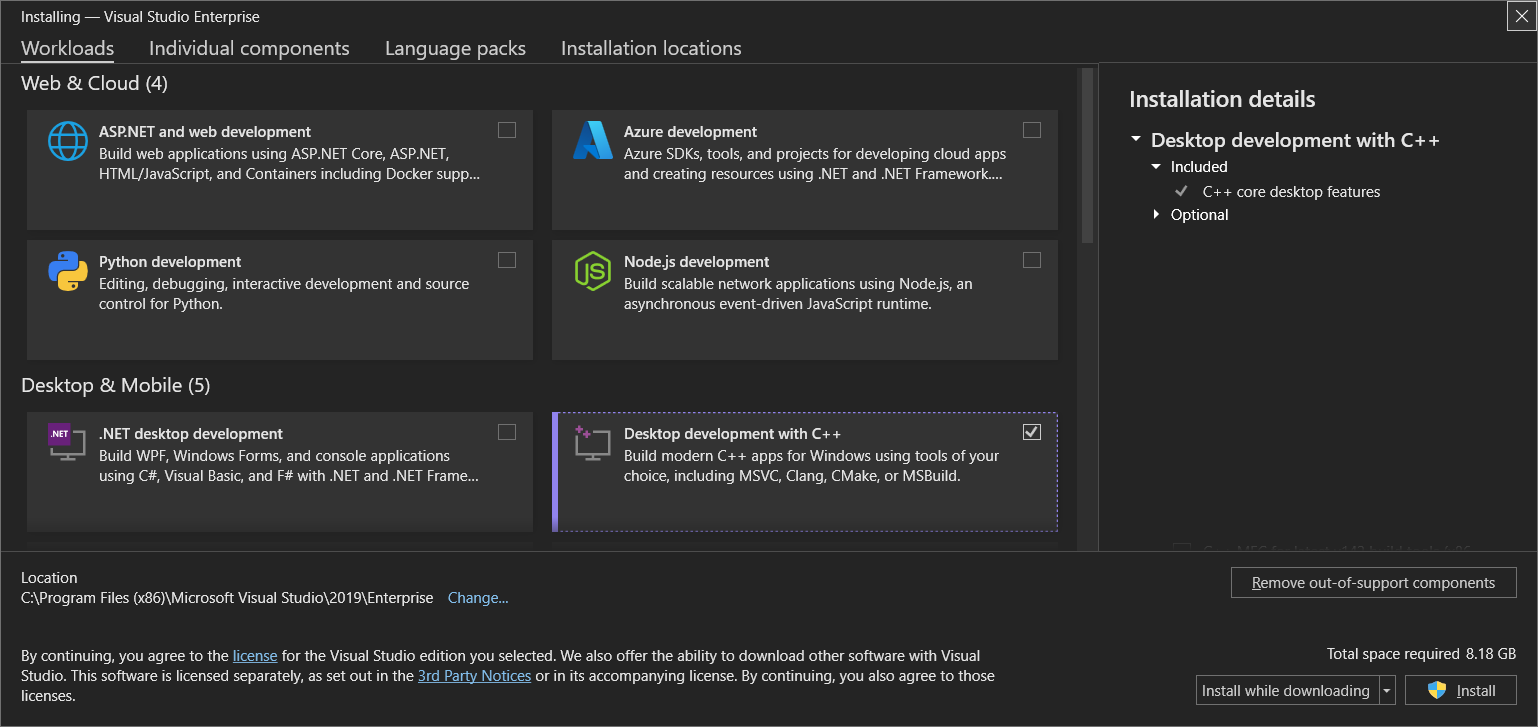 Installing — Visual Studio Enterprise
Workloads
Individual components
Language packs
Installation locations
Web & Cloud (4)
ASP.NET and web development
Build web applications using ASP.NET Core, ASP.NET,
HTML/JavaScript, and Containers including Docker supp...
Azure development
Azure SDKs, tools, and projects for developing cloud apps
and creating resources using .NET and .NET Framework....
Python development
Editing, debugging, interactive development and source
control for Python.
JS
Node.js development
Build scalable network applications using Node.js, an
asynchronous event-driven JavaScript runtime.
Desktop & Mobile (5)
.NET
.NET desktop development
Build WPF, Windows Forms, and console applications
using C#, Visual Basic, and F# with .NET and .NET Frame...
Desktop development with C++
Build modern C++ apps for Windows using tools of your
choice, including MSVC, Clang, CMake, or MSBuild.
Installation details
Desktop development with C++
Included
C++ core desktop features
Optional
Location
C:\Program Files (x86)\Microsoft Visual Studio\2019\Enterprise
Change...
Remove out-of-support components
By continuing, you agree to the license for the Visual Studio edition you selected. We also offer the ability to download other software with Visual
Studio. This software is licensed separately, as set out in the 3rd Party Notices or in its accompanying license. By continuing, you also agree to those
licenses.
Total space required 8.18 GB
Install while downloading
Install